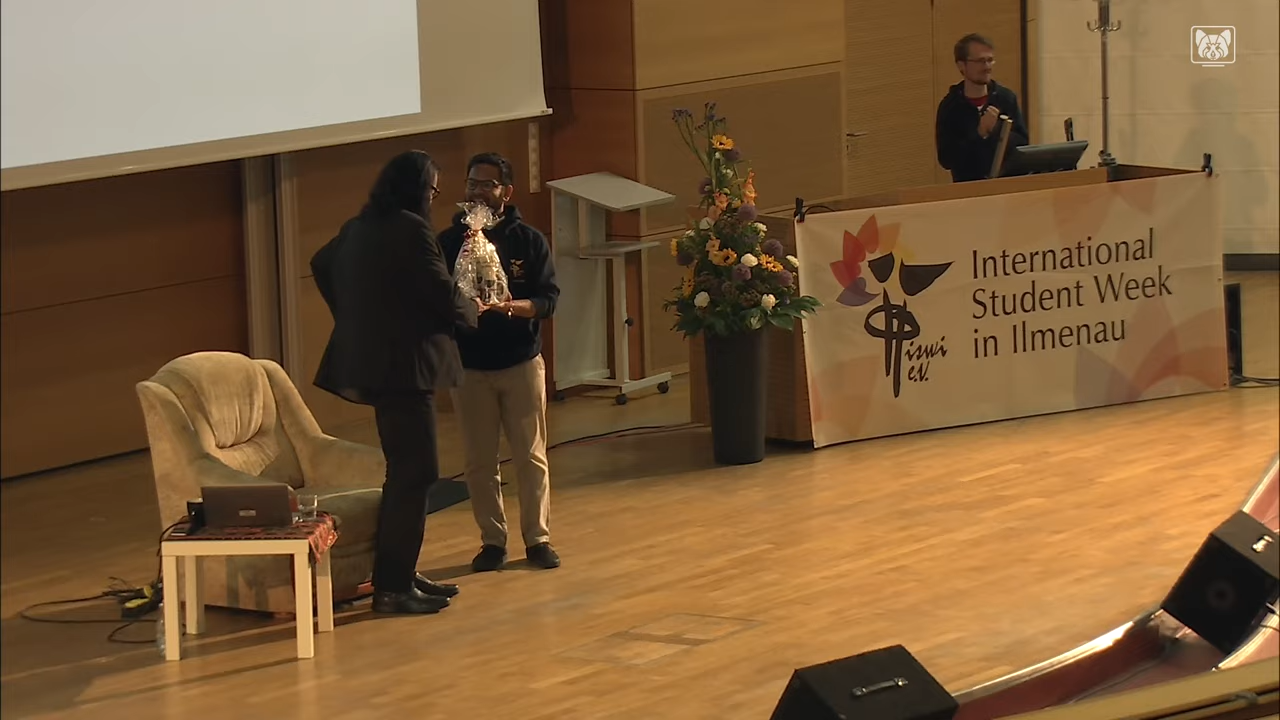 International
Student Week
in Ilmenau
iswi
e.V.